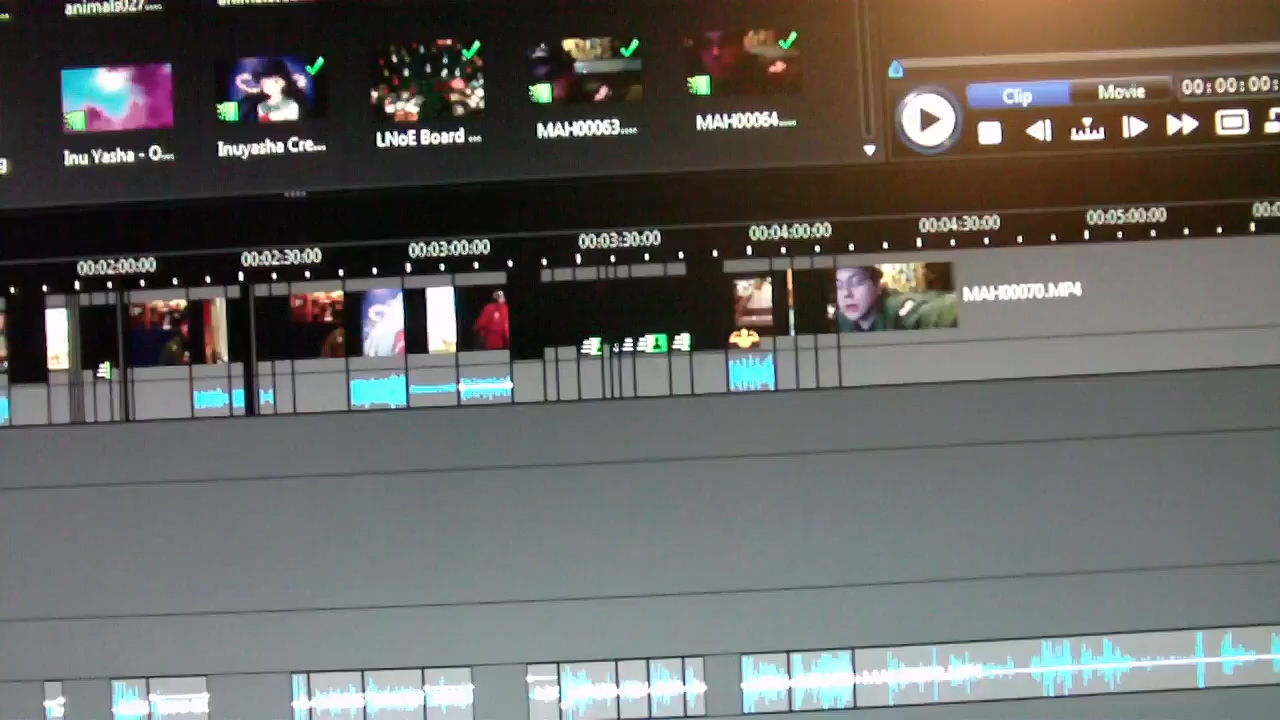 animals027....
Inu Yasha - O...
Inuyasha Cre...
LNoE Board ...
MAH00063....
MAH00064....
Clip
Movie
00:00:00:
00:02:00:00
00:02:30:00
00:03:00:00
00:03:30:00
00:04:00:00
00:04:30:00
00:05:00:00
MAH00070.MP4